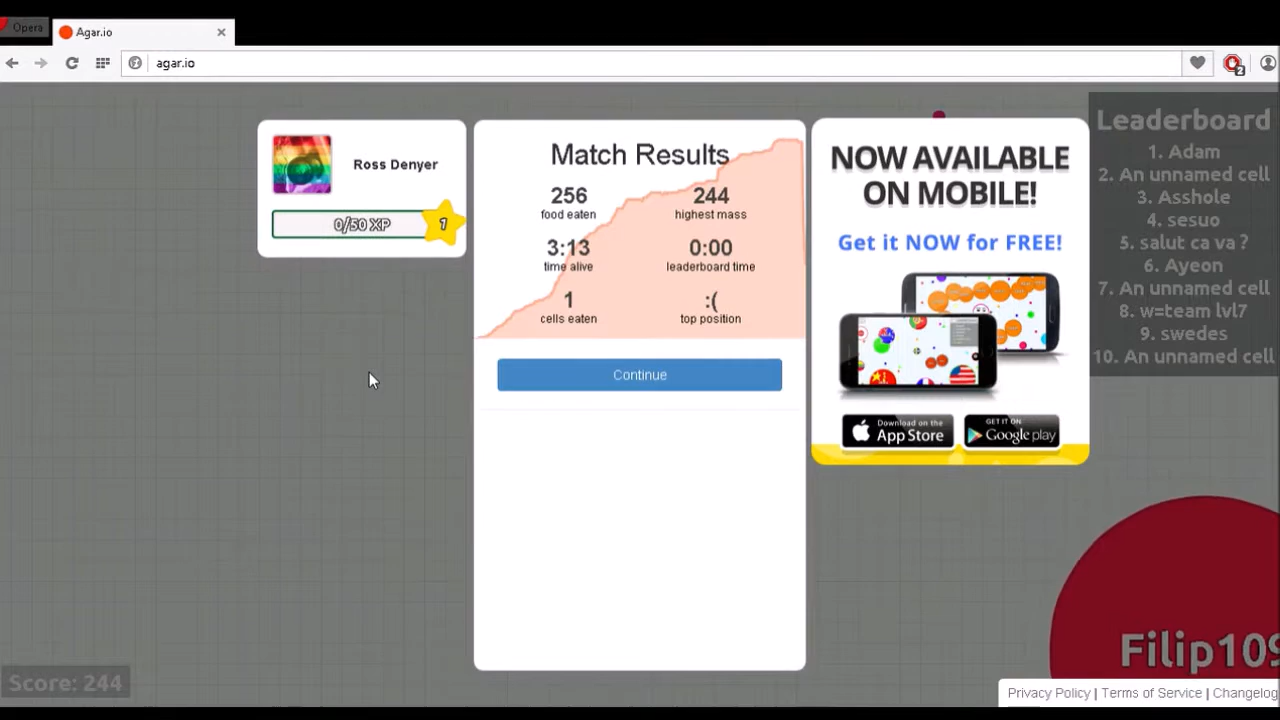 Opera
Agar.io
agar.io
2
Ross Denyer
0/50 XP
1
Match Results
256
food eaten
244
highest mass
3:13
time alive
0:00
leaderboard time
1
cells eaten
:(
top position
Continue
NOW AVAILABLE
ON MOBILE!
Get it NOW for FREE!
Download on the
App Store
GET IT ON
Google play
Leaderboard
1. Adam
2. An unnamed cell
3. Asshole
4. sesuo
5. salut ca va ?
6. Ayeon
7. An unnamed cell
8. w=team lvl7
9. swedes
10. An unnamed cell
Filip109
Score: 244
Privacy Policy | Terms of Service | Changelog